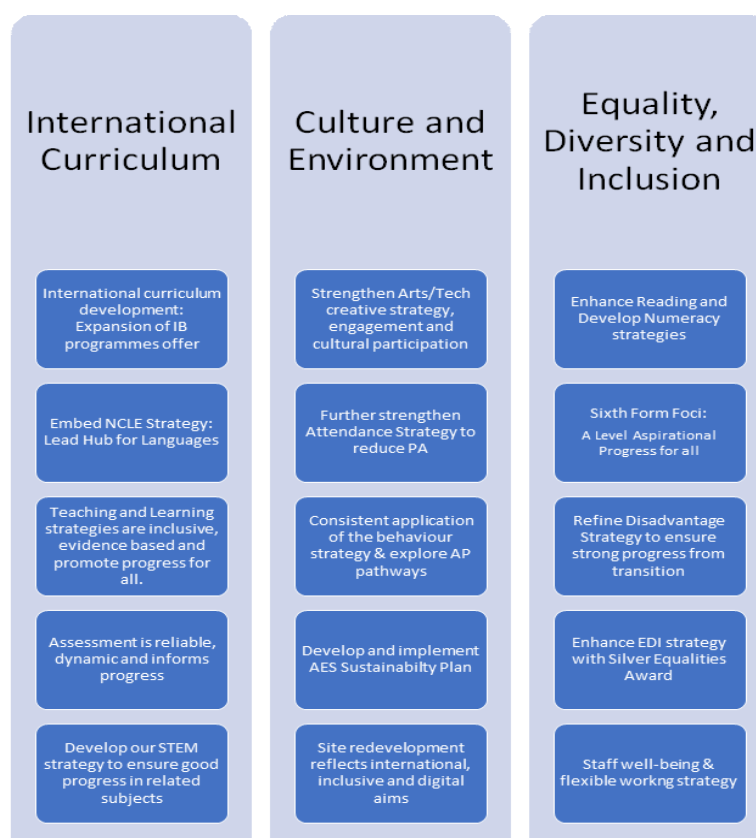 International
Curriculum
International curriculum
development:
Expansion of IB
programmes offer
Embed NCLE Strategy:
Lead Hub for Languages
Teaching and Learning
strategies are inclusive,
evidence based and
promote progress for
all.
Assessment is reliable,
dynamic and informs
progress
Develop our STEM
strategy to ensure good
progress in related
subjects
Culture and
Environment
Strengthen Arts/Tech
creative strategy,
engagement and
cultural participation
Further strengthen
Attendance Strategy to
reduce PA
Consistent application
of the behaviour
strategy & explore AP
pathways
Develop and implement
AES Sustainabilty Plan
Site redevelopment
reflects international,
inclusive and digital
aims
Equality,
Diversity and
Inclusion
Enhance Reading and
Develop Numeracy
strategies
Sixth Form Foci:
A Level Aspirational
Progress for all
Refine Disadvantage
Strategy to ensure
strong progress from
transition
Enhance EDI strategy
with Silver Equalities
Award
Staff well-being &
flexible workng strategy